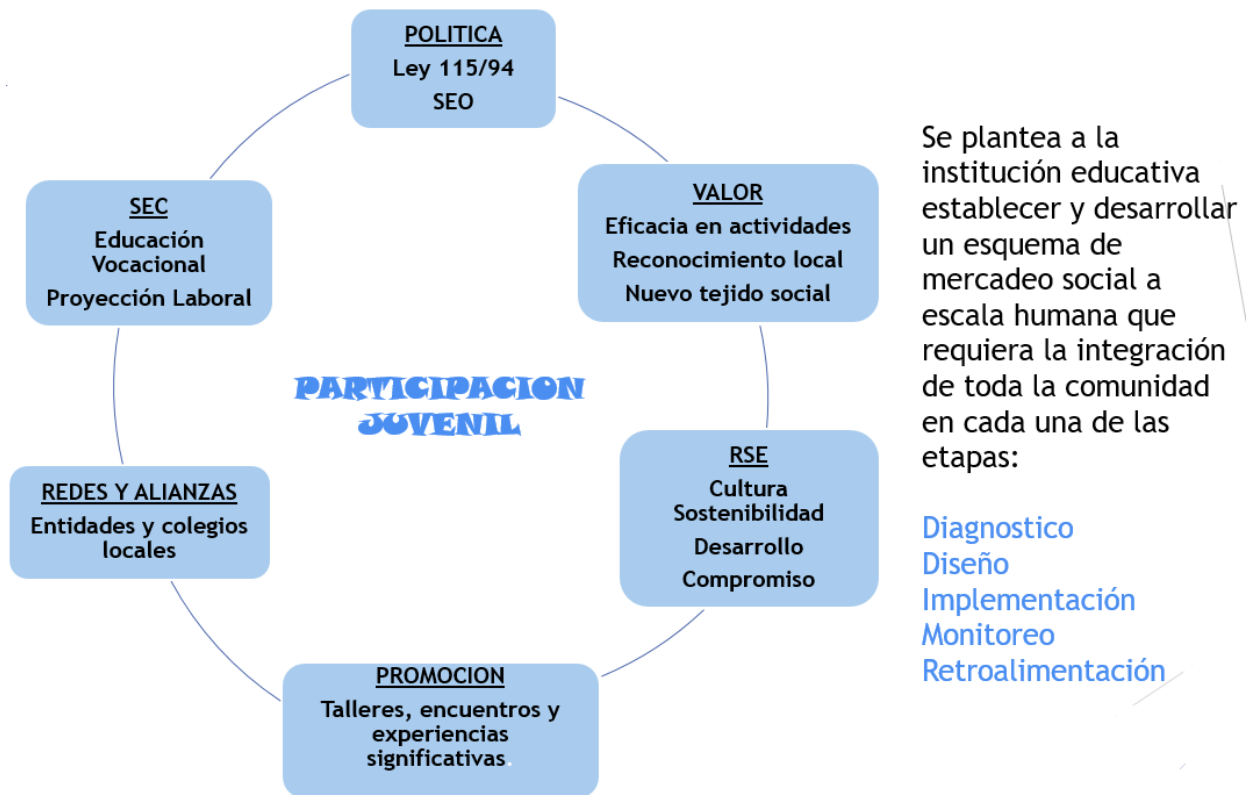 POLITICA
Ley 115/94
SEO
VALOR
Eficacia en actividades
Reconocimiento local
Nuevo tejido social
RSE
Cultura
Sostenibilidad
Desarrollo
Compromiso
PROMOCION
Talleres, encuentros y
experiencias
significativas.
REDES Y ALIANZAS
Entidades y colegios
locales
SEC
Educación
Vocacional
Proyección Laboral
PARTICIPACION
JUVENIL
Se plantea a la
institución educativa
establecer y desarrollar
un esquema de
mercadeo social a
escala humana que
requiera la integración
de toda la comunidad
en cada una de las
etapas:
Diagnostico
Diseño
Implementación
Monitoreo
Retroalimentación